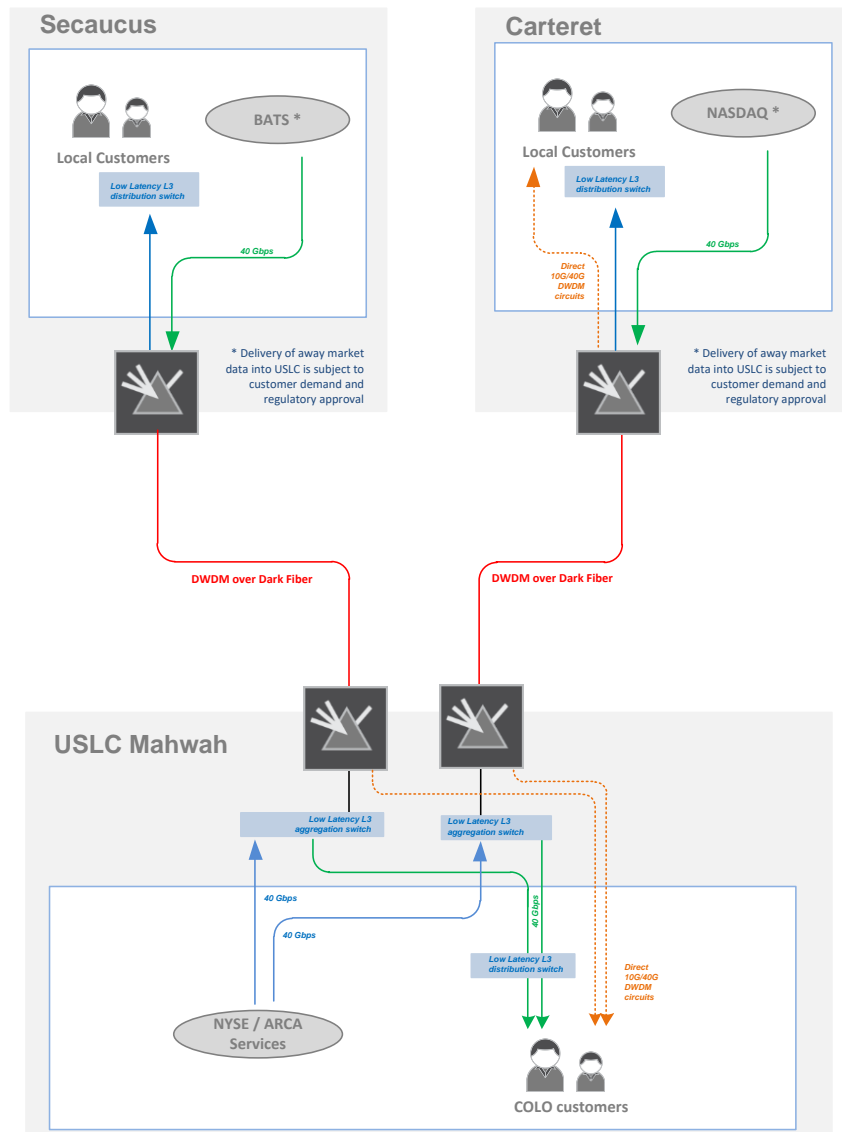 Secaucus
BATS *
Local Customers
Low Latency L3
distribution switch
40 Gbps
* Delivery of away market
data into USLC is subject to
customer demand and
regulatory approval
Carteret
NASDAQ *
Local Customers
Low Latency L3
distribution switch
40 Gbps
Direct
10G/40G
DWDM
circuits
* Delivery of away market
data into USLC is subject to
customer demand and
regulatory approval
DWDM over Dark Fiber
DWDM over Dark Fiber
USLC Mahwah
Low Latency L3
aggregation switch
Low Latency L3
aggregation switch
40 Gbps
40 Gbps
40 Gbps
Low Latency L3
distribution switch
Direct
10G/40G
DWDM
circuits
NYSE / ARCA
Services
COLO customers